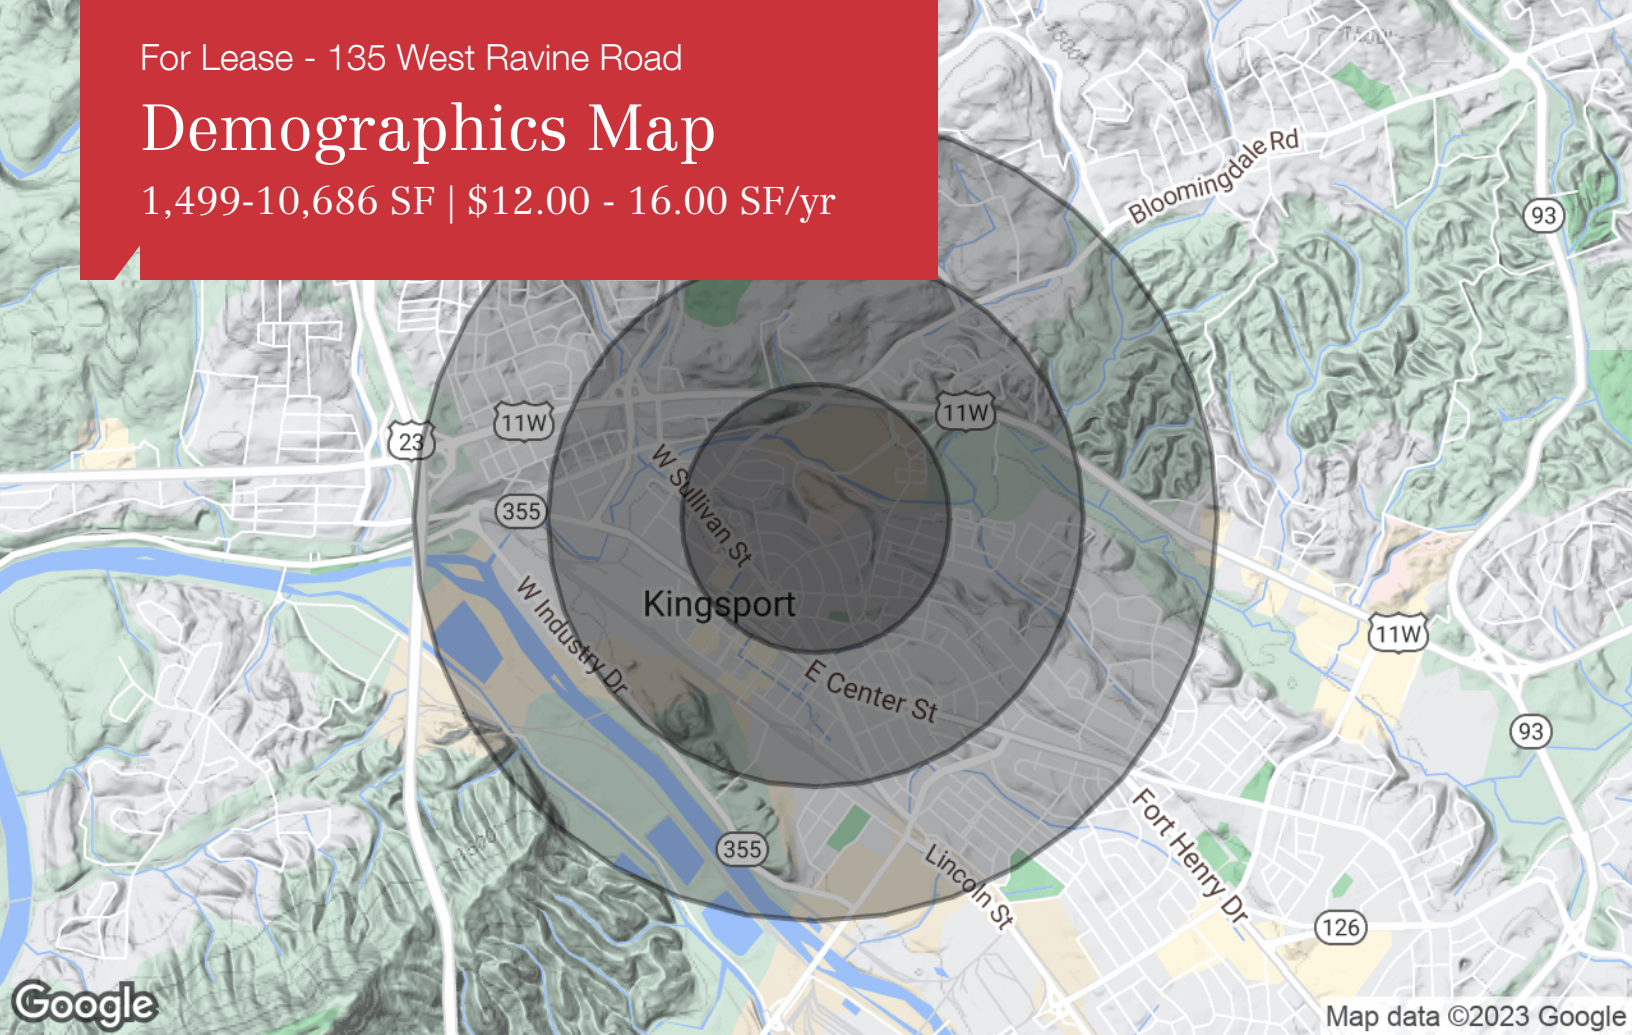 For Lease - 135 West Ravine Road
Demographics Map
1,499-10,686 SF | $12.00 - 16.00 SF/yr
Bloomingdale Rd
93
11W
11W
23
W Sullivan St
355
Kingsport
W Industry Dr
11W
E Center St
93
Fort Henry Dr
355
Lincoln St
126
Google
Map data ©2023 Google